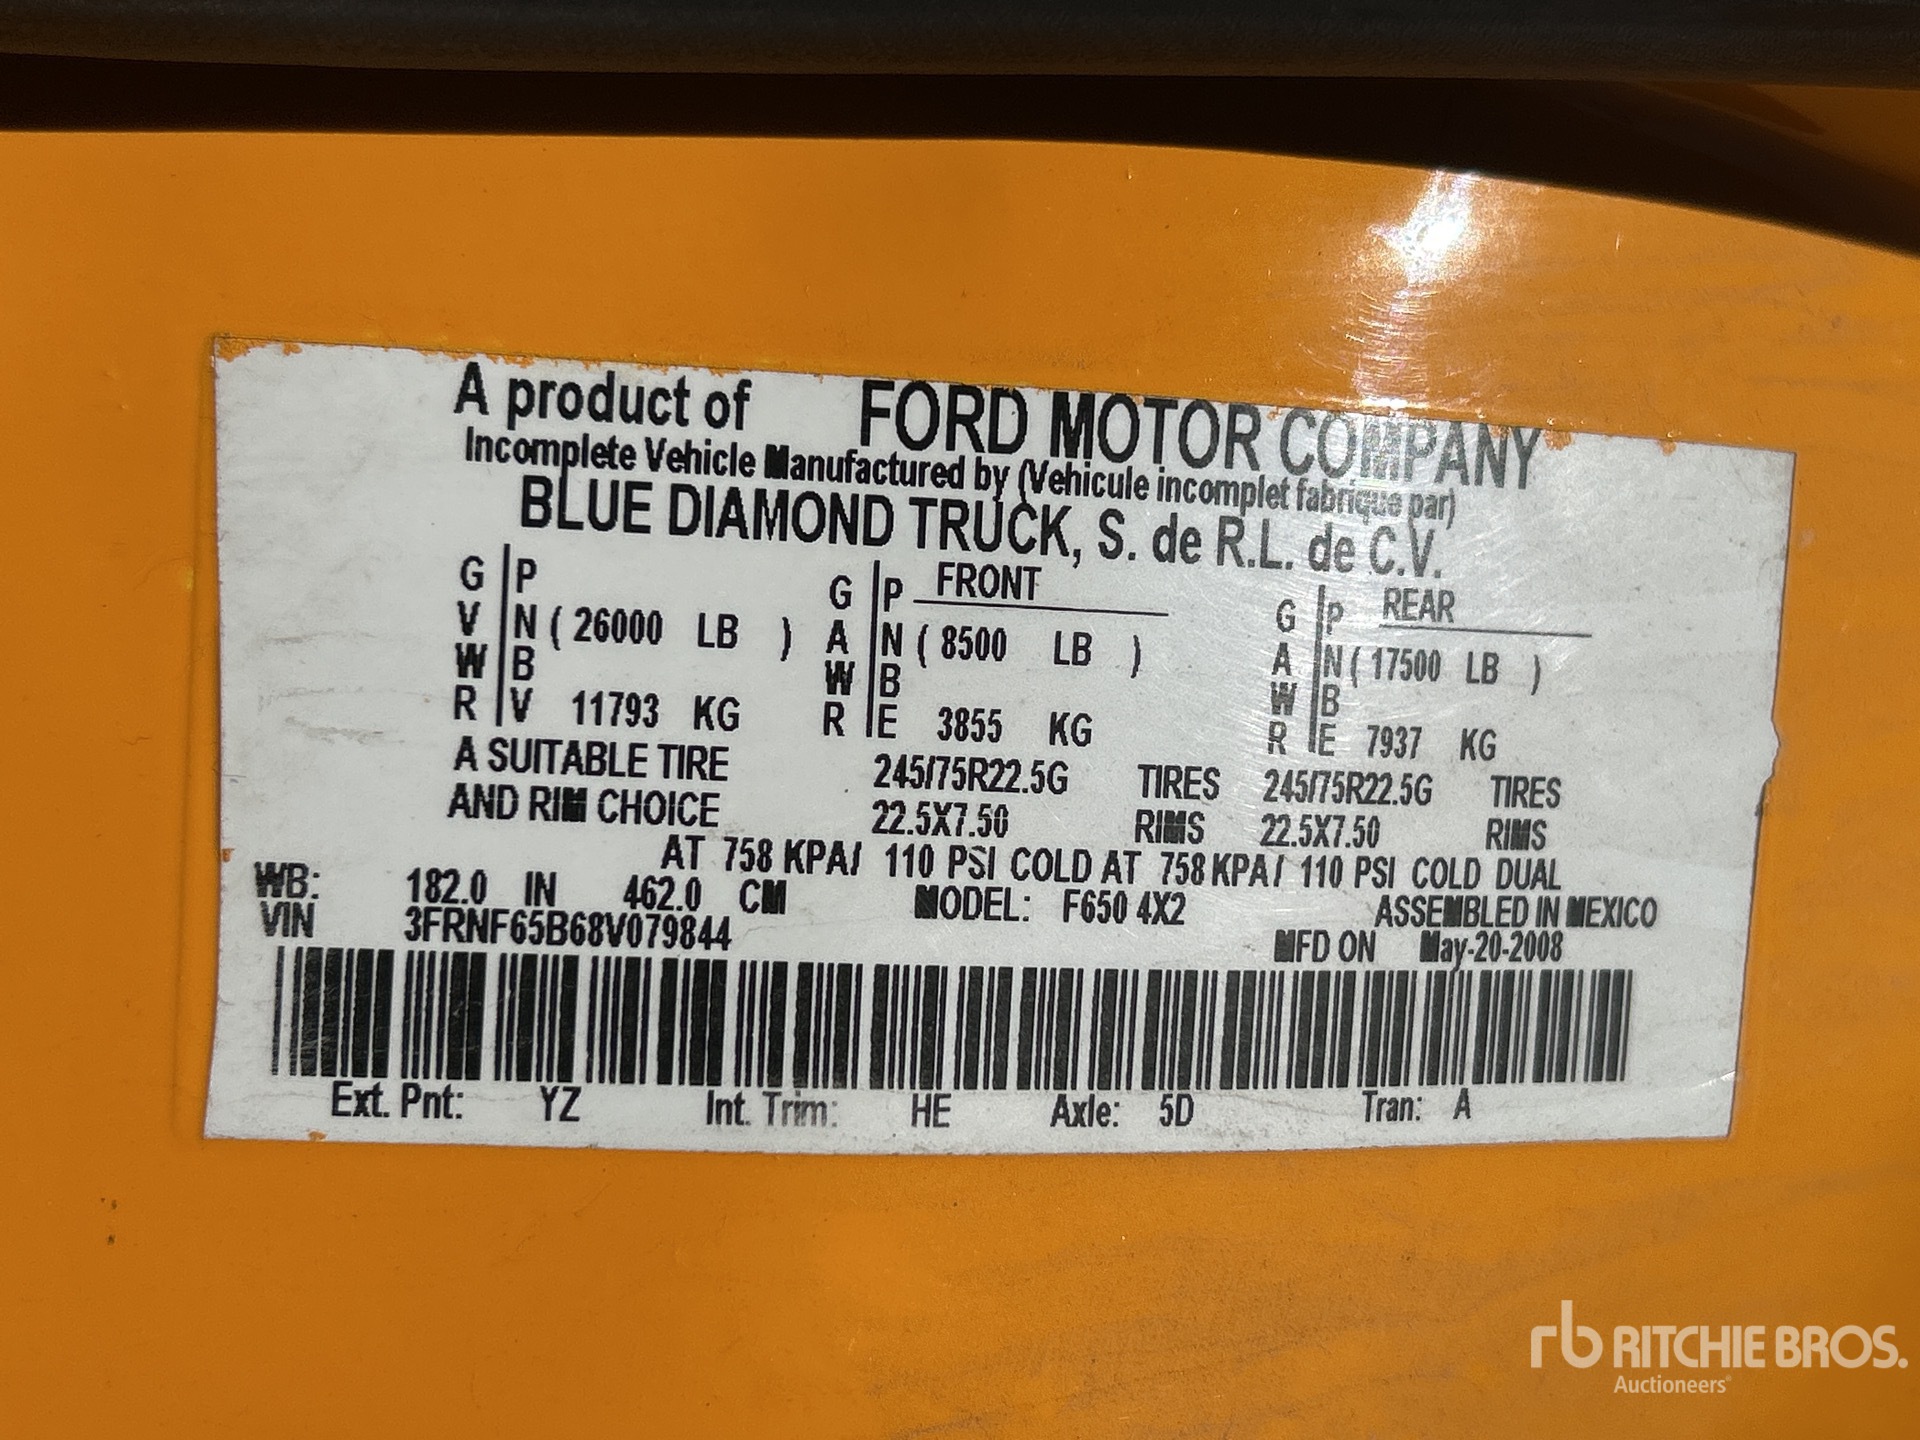 A product of FORD MOTOR COMPANY
Incomplete Vehicle Manufactured by (Vehicule incomplet fabrique par)
BLUE DIAMOND TRUCK, S. de R.L. de C.V.
G P G P FRONT G P REAR
V N ( 26000 LB ) A N ( 8500 LB ) A N ( 17500 LB )
W B W B W B
R V 11793 KG R E 3855 KG R E 7937 KG
A SUITABLE TIRE 245/75R22.5G TIRES 245/75R22.5G TIRES
AND RIM CHOICE 22.5X7.50 RIMS 22.5X7.50 RIMS
AT 758 KPA/ 110 PSI COLD AT 758 KPA/ 110 PSI COLD DUAL
WB: 182.0 IN 462.0 CM MODEL: F650 4X2 ASSEMBLED IN MEXICO
VIN 3FRNF65B68V079844 MFD ON May-20-2008
Ext. Pnt: YZ Int. Trim: HE Axle: 5D Tran: A
rb RITCHIE BROS.
Auctioneers